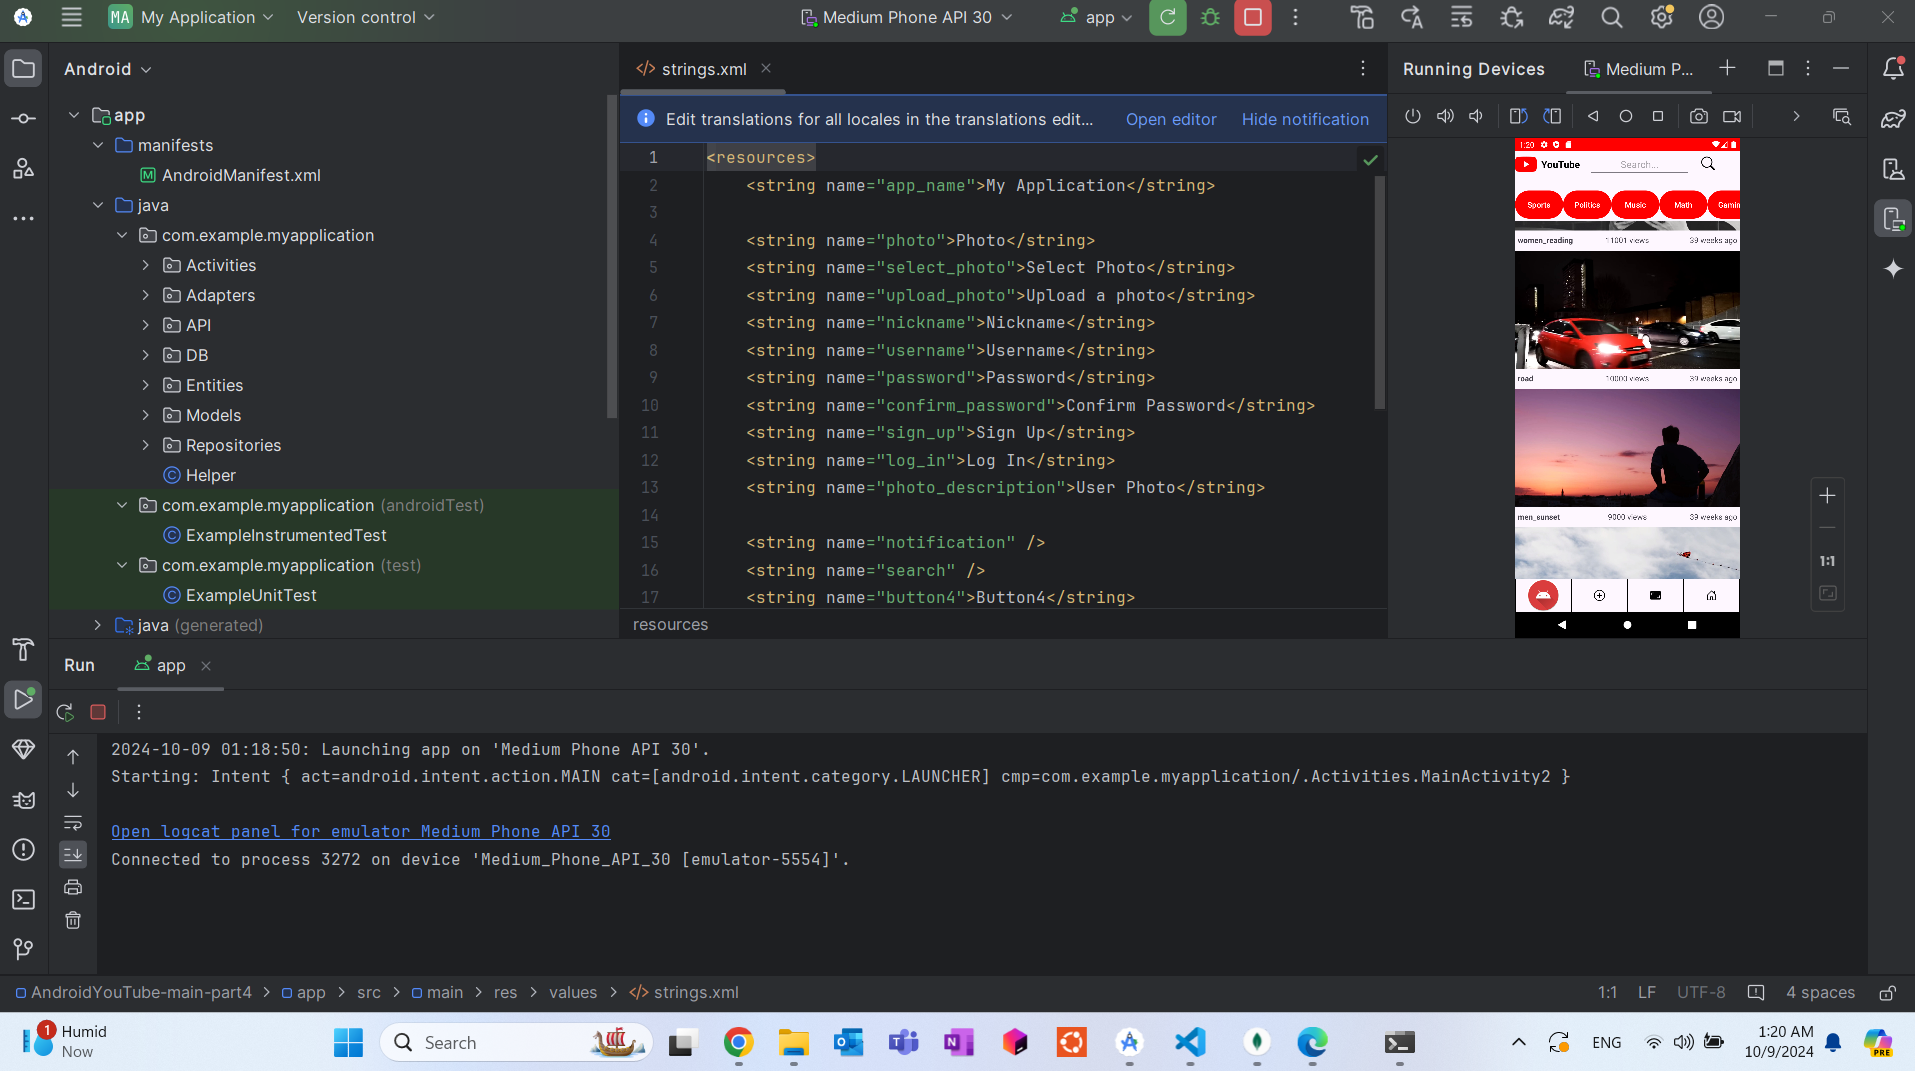 MA My Application Version control Medium Phone API 30 app
Android
app
manifests
AndroidManifest.xml
java
com.example.myapplication
Activities
Adapters
API
DB
Entities
Models
Repositories
Helper
com.example.myapplication (androidTest)
ExampleInstrumentedTest
com.example.myapplication (test)
ExampleUnitTest
java (generated)
strings.xml
Edit translations for all locales in the translations edit... Open editor Hide notification
1 <resources>
2 <string name="app_name">My Application</string>
3
4 <string name="photo">Photo</string>
5 <string name="select_photo">Select Photo</string>
6 <string name="upload_photo">Upload a photo</string>
7 <string name="nickname">Nickname</string>
8 <string name="username">Username</string>
9 <string name="password">Password</string>
10 <string name="confirm_password">Confirm Password</string>
11 <string name="sign_up">Sign Up</string>
12 <string name="log_in">Log In</string>
13 <string name="photo_description">User Photo</string>
14
15 <string name="notification" />
16 <string name="search" />
17 <string name="button4">Button4</string>
resources
Running Devices Medium P...
1:20
YouTube Search...
Sports Politics Music Math Gamin
women_reading 11001 views 39 weeks ago
road 10000 views 39 weeks ago
men_sunset 9000 views 39 weeks ago
1:1
Run app
2024-10-09 01:18:50: Launching app on 'Medium Phone API 30'.
Starting: Intent { act=android.intent.action.MAIN cat=[android.intent.category.LAUNCHER] cmp=com.example.myapplication/.Activities.MainActivity2 }
Open logcat panel for emulator Medium Phone API 30
Connected to process 3272 on device 'Medium_Phone_API_30 [emulator-5554]'.
AndroidYouTube-main-part4 > app > src > main > res > values > strings.xml
1:1 LF UTF-8 4 spaces
1 Humid
Now
Search
ENG
1:20 AM
10/9/2024
PRE